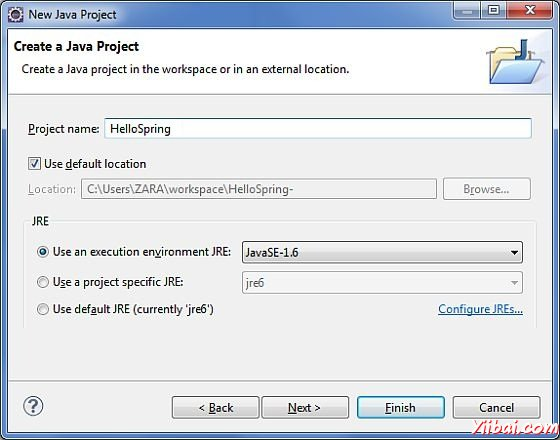 New Java Project
Create a Java Project
Create a Java project in the workspace or in an external location.
Project name: HelloSpring
Use default location
Location: C:\Users\ZARA\workspace\HelloSpring- Browse...
JRE
Use an execution environment JRE: JavaSE-1.6
Use a project specific JRE: jre6
Use default JRE (currently 'jre6') Configure JREs...
? < Back Next > Finish Cancel
Yiibai.com